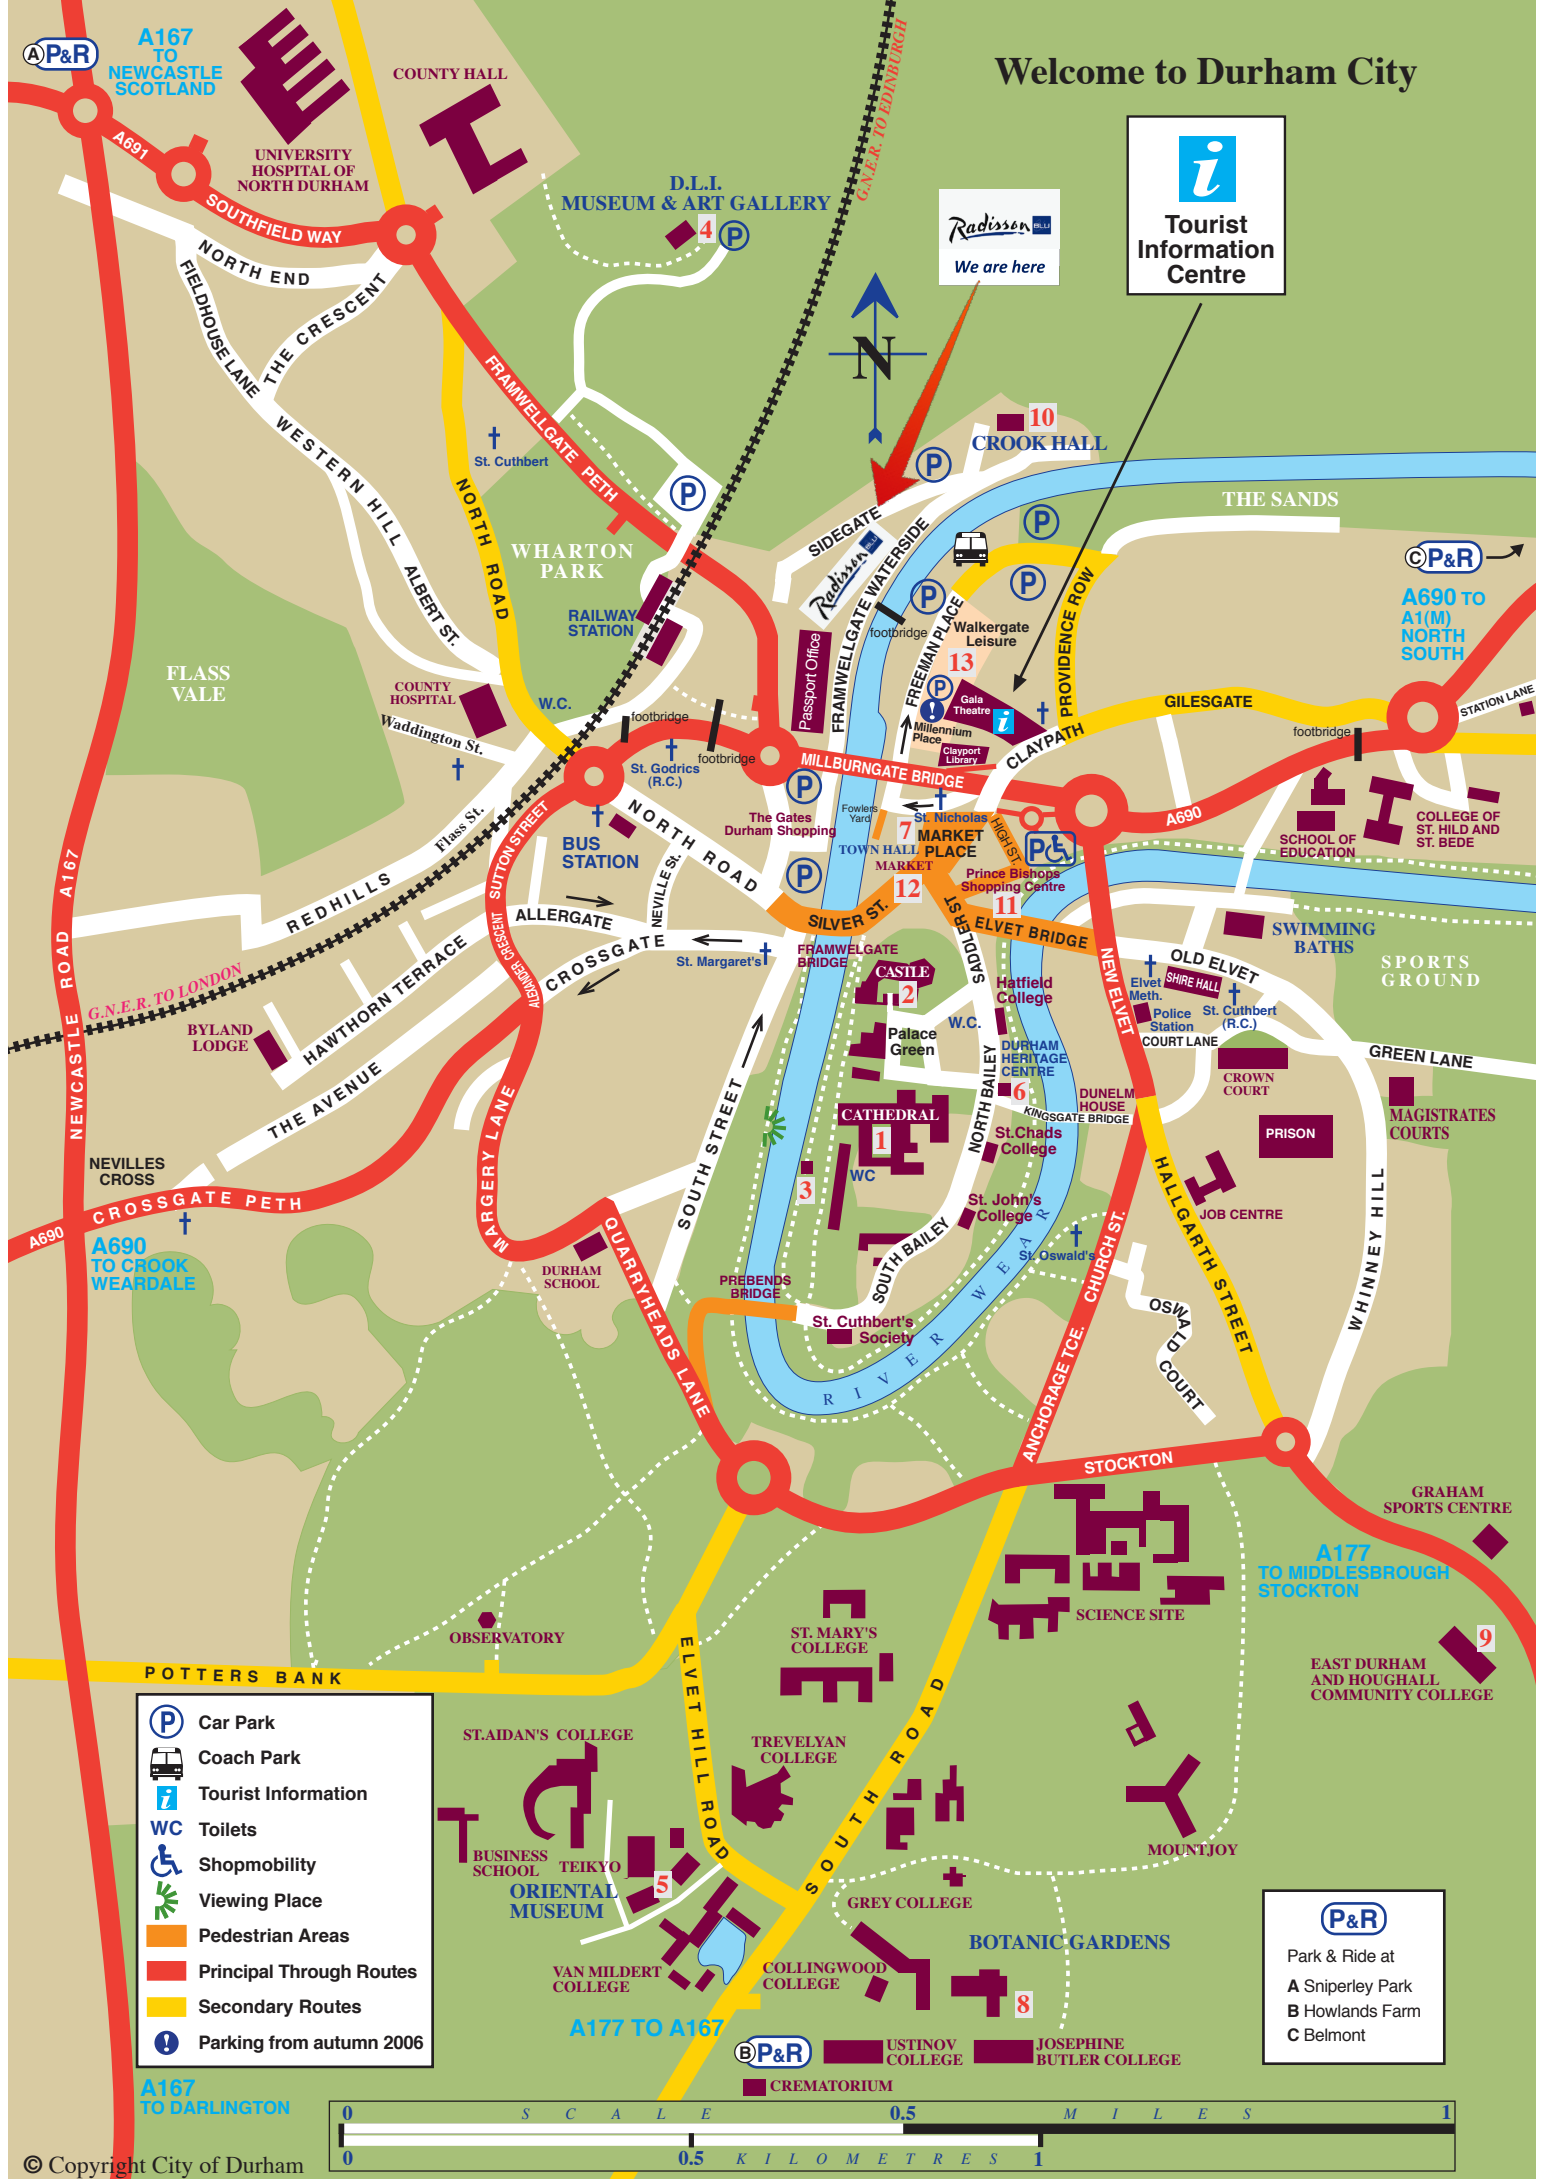 Welcome to Durham City
A P&R
A167
TO
NEWCASTLE
SCOTLAND
COUNTY HALL
UNIVERSITY
HOSPITAL OF
NORTH DURHAM
A691
SOUTHFIELD WAY
NORTH END
FIELDHOUSE LANE
THE CRESCENT
D.L.I.
MUSEUM & ART GALLERY
4
P
G.N.E.R. TO EDINBURGH
Radisson BLU
We are here
i
Tourist
Information
Centre
N
FRAMWELLGATE PETH
WESTERN HILL
St. Cuthbert
NORTH ROAD
ALBERT ST.
P
10
CROOK HALL
P
THE SANDS
SIDEGATE
Radisson BLU
FRAMWELLGATE WATERSIDE
P
P
P
C P&R
A690 TO
A1(M)
NORTH
SOUTH
WHARTON
PARK
RAILWAY
STATION
footbridge
FREEMAN PLACE
Walkergate
Leisure
13
PROVIDENCE ROW
FLASS
VALE
COUNTY
HOSPITAL
W.C.
Waddington St.
footbridge
footbridge
Passport Office
P
Gala
Theatre
i
Millennium
Place
Clayport
Library
CLAYPATH
GILESGATE
STATION LANE
footbridge
St. Godrics
(R.C.)
MILLBURNGATE BRIDGE
P
The Gates
Durham Shopping
Fowlers
Yard
7
St. Nicholas
TOWN HALL
MARKET
PLACE
MARKET
12
HIGH ST.
P
Prince Bishops
Shopping Centre
11
A690
SCHOOL OF
EDUCATION
COLLEGE OF
ST. HILD AND
ST. BEDE
Flass St.
SUTTON STREET
BUS
STATION
NORTH ROAD
NEVILLE St.
P
SILVER ST.
ELVET BRIDGE
SADDLER ST
A167
REDHILLS
ALLERGATE
CROSSGATE
St. Margaret's
FRAMWELGATE
BRIDGE
ALEXANDER CRESCENT
HAWTHORN TERRACE
G.N.E.R. TO LONDON
BYLAND
LODGE
THE AVENUE
NEWCASTLE ROAD
CASTLE
2
Palace
Green
W.C.
Hatfield
College
DURHAM
HERITAGE
CENTRE
6
NORTH BAILEY
KINGSGATE BRIDGE
DUNELM
HOUSE
NEW ELVET
SWIMMING
BATHS
OLD ELVET
SHIRE HALL
Elvet
Meth.
Police
Station
St. Cuthbert
(R.C.)
COURT LANE
SPORTS
GROUND
GREEN LANE
CROWN
COURT
MAGISTRATES
COURTS
PRISON
CATHEDRAL
1
WC
3
St.Chads
College
St. John's
College
SOUTH BAILEY
St. Oswald's
SOUTH STREET
MARGERY LANE
NEVILLES
CROSS
A690
CROSSGATE PETH
A690
TO CROOK
WEARDALE
DURHAM
SCHOOL
QUARRYHEADS LANE
PREBENDS
BRIDGE
St. Cuthbert's
Society
RIVER WEAR
JOB CENTRE
HALLGARTH STREET
CHURCH ST.
ANCHORAGE TCE.
OSWALD COURT
WHINNEY HILL
STOCKTON
GRAHAM
SPORTS CENTRE
A177
TO MIDDLESBROUGH
STOCKTON
SCIENCE SITE
9
EAST DURHAM
AND HOUGHALL
COMMUNITY COLLEGE
OBSERVATORY
POTTERS BANK
ST. MARY'S
COLLEGE
ELVET HILL ROAD
SOUTH ROAD
ST.AIDAN'S COLLEGE
TREVELYAN
COLLEGE
BUSINESS
SCHOOL
TEIKYO
5
ORIENTAL
MUSEUM
MOUNTJOY
GREY COLLEGE
BOTANIC GARDENS
VAN MILDERT
COLLEGE
COLLINGWOOD
COLLEGE
8
A177 TO A167
B P&R
USTINOV
COLLEGE
JOSEPHINE
BUTLER COLLEGE
CREMATORIUM
P Car Park
Coach Park
i Tourist Information
WC Toilets
Shopmobility
Viewing Place
Pedestrian Areas
Principal Through Routes
Secondary Routes
! Parking from autumn 2006
P&R
Park & Ride at
A Sniperley Park
B Howlands Farm
C Belmont
A167
TO DARLINGTON
0 SCALE 0.5 MILES 1
0 0.5 KILOMETRES 1
© Copyright City of Durham